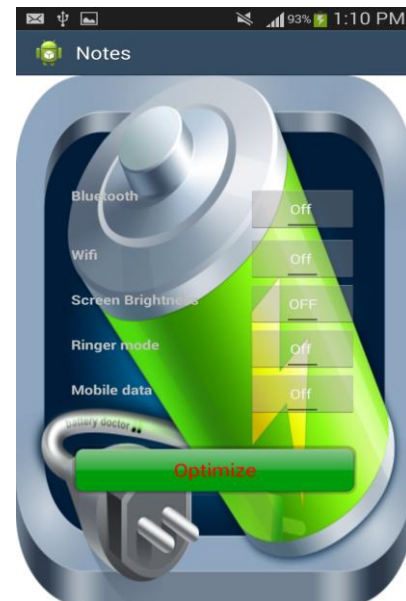 93% 1:10 PM
Notes
Bluetooth Off
Wifi Off
Screen Brightness OFF
Ringer mode Off
Mobile data Off
battery doctor
Optimize